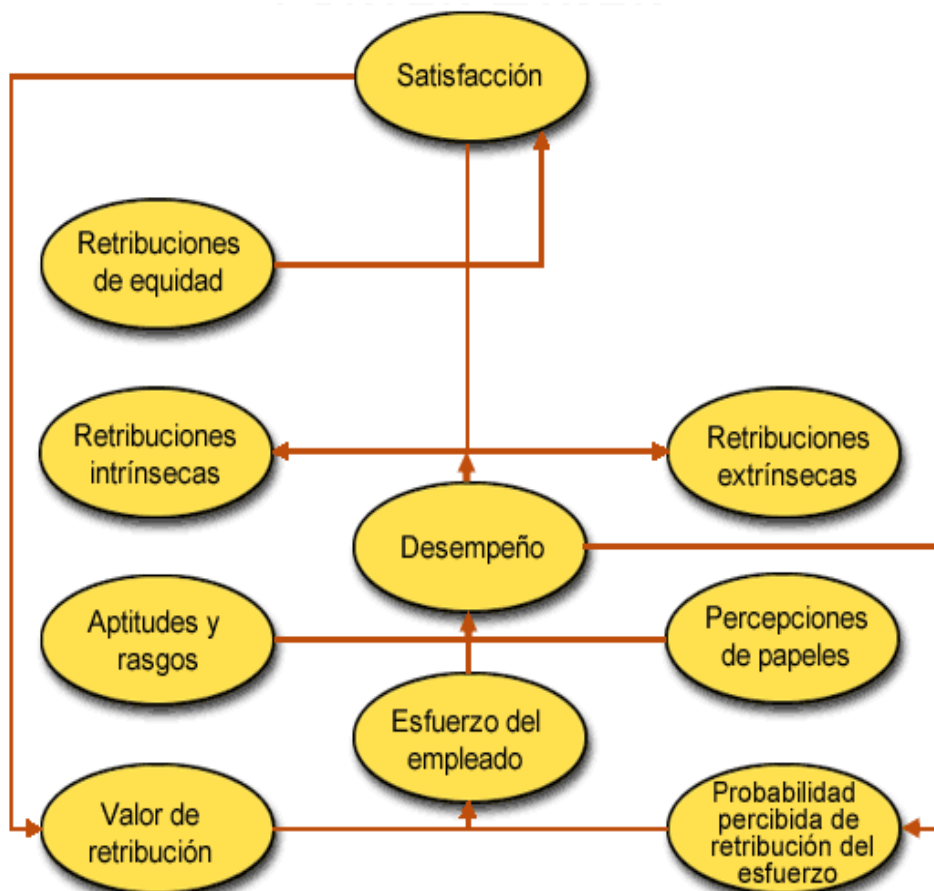 Satisfacción
Retribuciones
de equidad
Retribuciones
intrínsecas
Retribuciones
extrínsecas
Desempeño
Aptitudes y
rasgos
Percepciones
de papeles
Esfuerzo del
empleado
Valor de
retribución
Probabilidad
percibida de
retribución del
esfuerzo